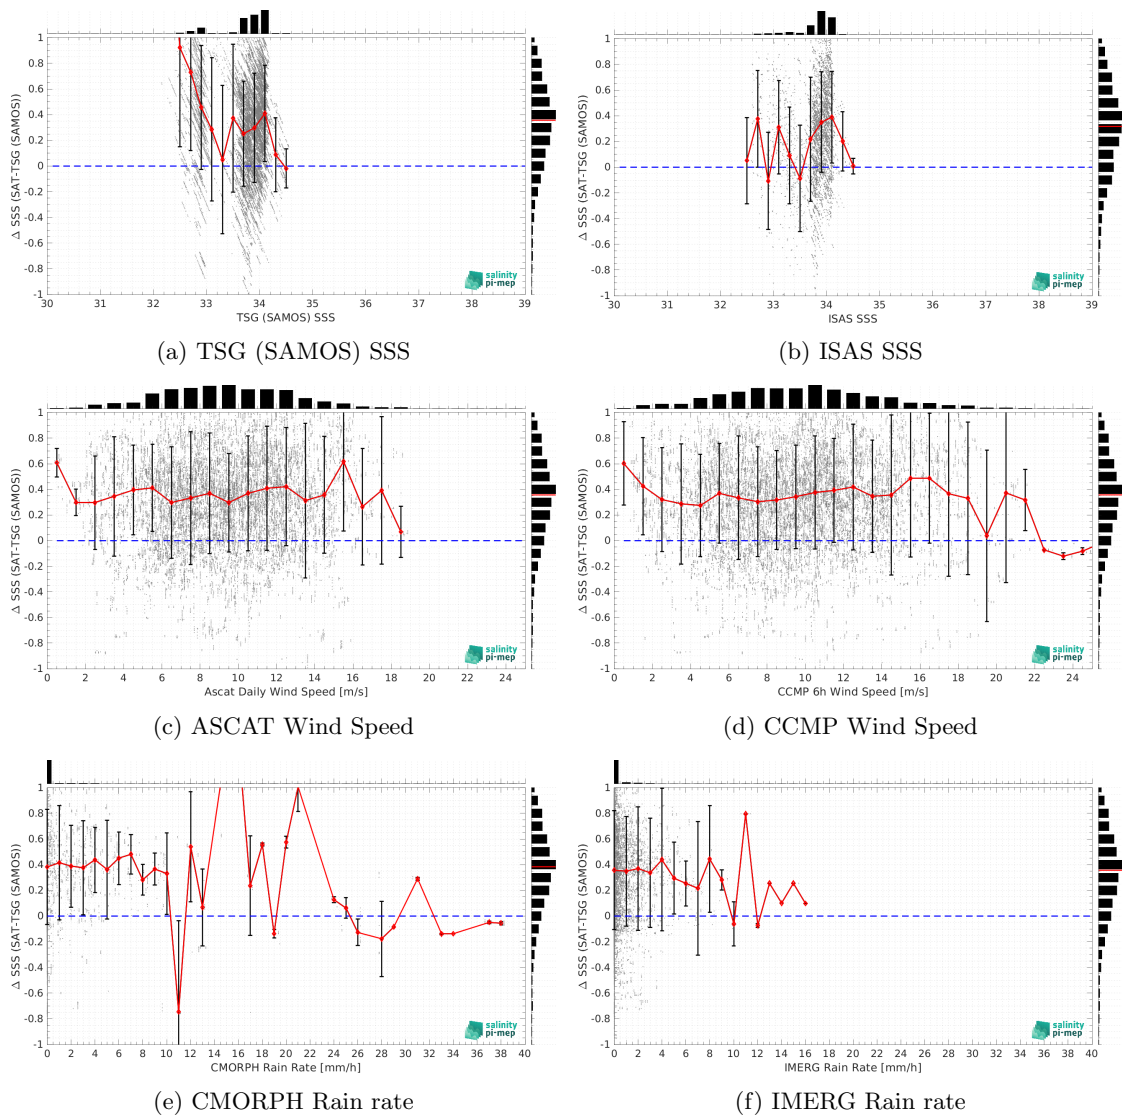 1
0.8
0.6
0.4
0.2
0
-0.2
-0.4
-0.6
-0.8
-1
Δ SSS (SAT-TSG (SAMOS))
salinity
pi-mep
30 31 32 33 34 35 36 37 38 39
TSG (SAMOS) SSS
(a) TSG (SAMOS) SSS
1
0.8
0.6
0.4
0.2
0
-0.2
-0.4
-0.6
-0.8
-1
Δ SSS (SAT-TSG (SAMOS))
salinity
pi-mep
30 31 32 33 34 35 36 37 38 39
ISAS SSS
(b) ISAS SSS
1
0.8
0.6
0.4
0.2
0
-0.2
-0.4
-0.6
-0.8
-1
Δ SSS (SAT-TSG (SAMOS))
salinity
pi-mep
0 2 4 6 8 10 12 14 16 18 20 22 24
Ascat Daily Wind Speed [m/s]
(c) ASCAT Wind Speed
1
0.8
0.6
0.4
0.2
0
-0.2
-0.4
-0.6
-0.8
-1
Δ SSS (SAT-TSG (SAMOS))
salinity
pi-mep
0 2 4 6 8 10 12 14 16 18 20 22 24
CCMP 6h Wind Speed [m/s]
(d) CCMP Wind Speed
1
0.8
0.6
0.4
0.2
0
-0.2
-0.4
-0.6
-0.8
-1
Δ SSS (SAT-TSG (SAMOS))
salinity
pi-mep
0 2 4 6 8 10 12 14 16 18 20 22 24 26 28 30 32 34 36 38 40
CMORPH Rain Rate [mm/h]
(e) CMORPH Rain rate
1
0.8
0.6
0.4
0.2
0
-0.2
-0.4
-0.6
-0.8
-1
Δ SSS (SAT-TSG (SAMOS))
salinity
pi-mep
0 2 4 6 8 10 12 14 16 18 20 22 24 26 28 30 32 34 36 38 40
IMERG Rain Rate [mm/h]
(f) IMERG Rain rate